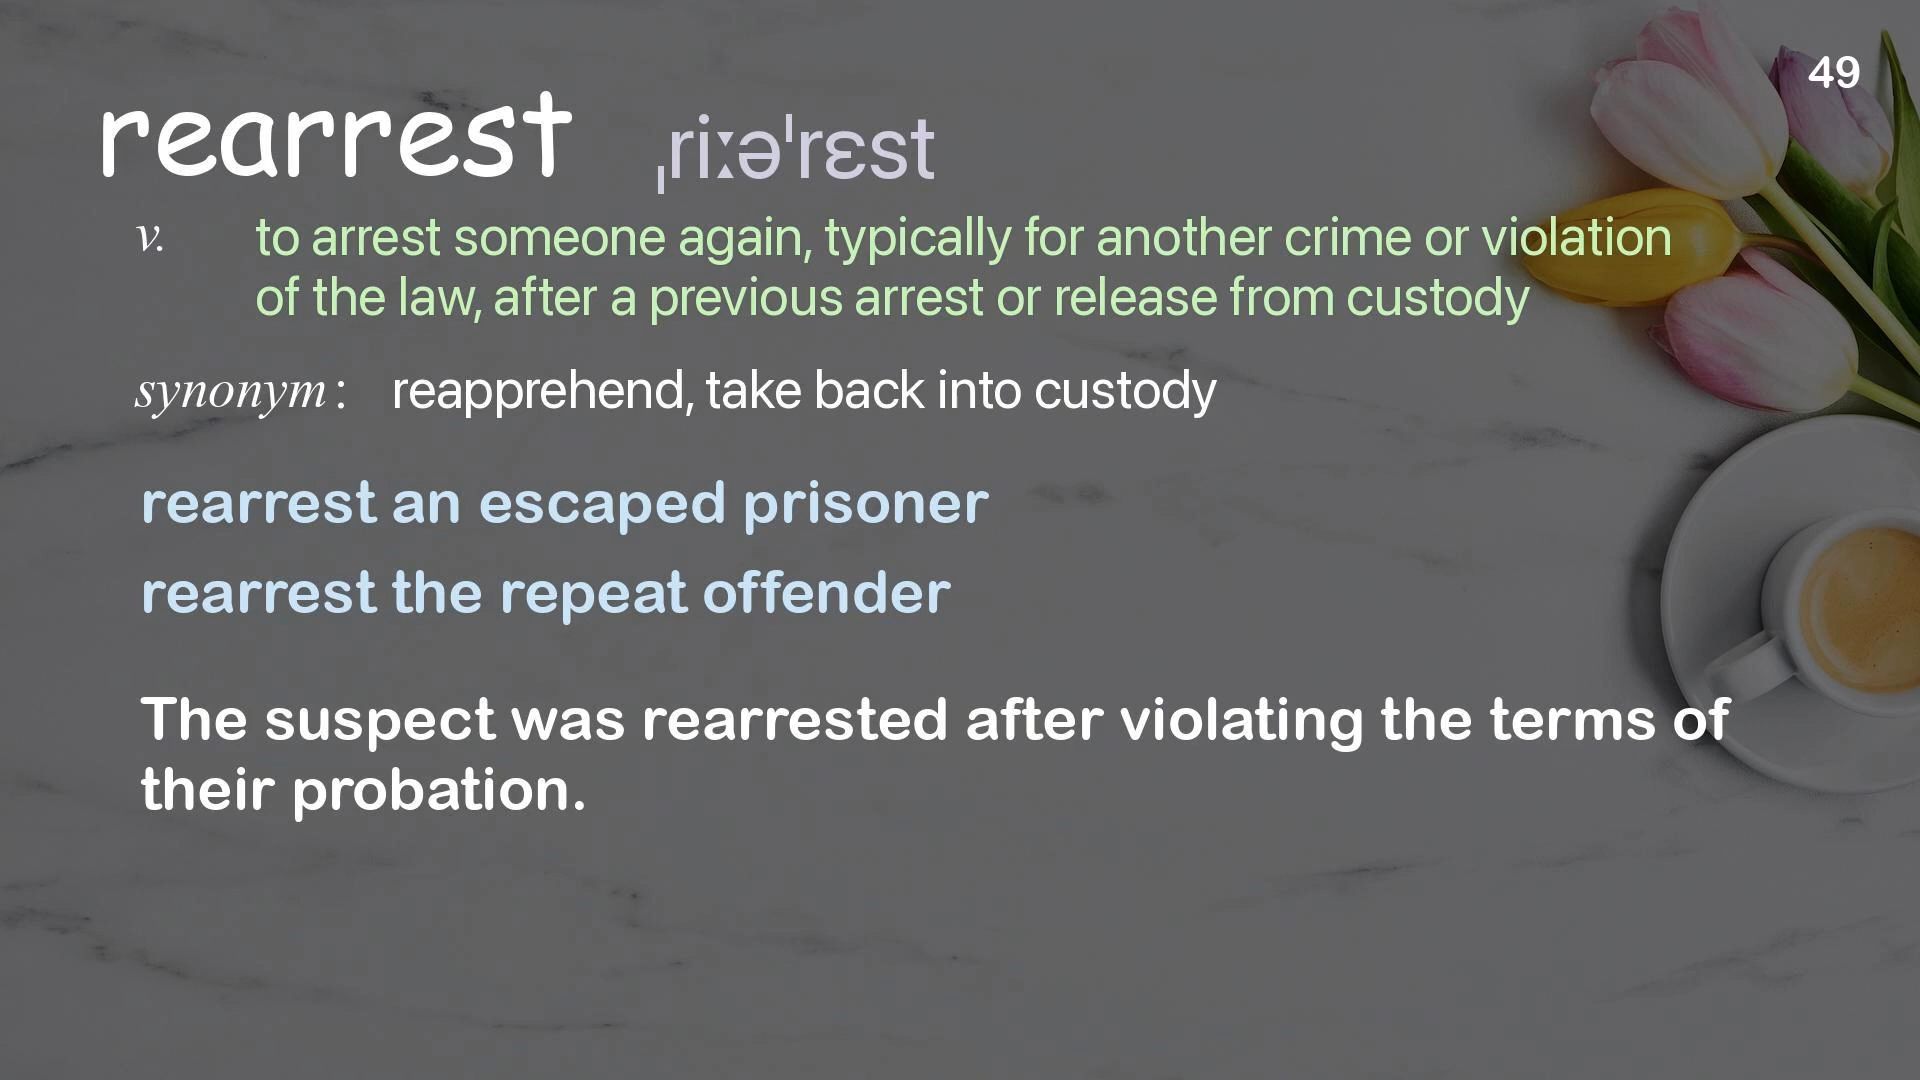 49
rearrest ˌriːəˈrɛst
v. to arrest someone again, typically for another crime or violation
of the law, after a previous arrest or release from custody
synonym: reapprehend, take back into custody
rearrest an escaped prisoner
rearrest the repeat offender
The suspect was rearrested after violating the terms of
their probation.